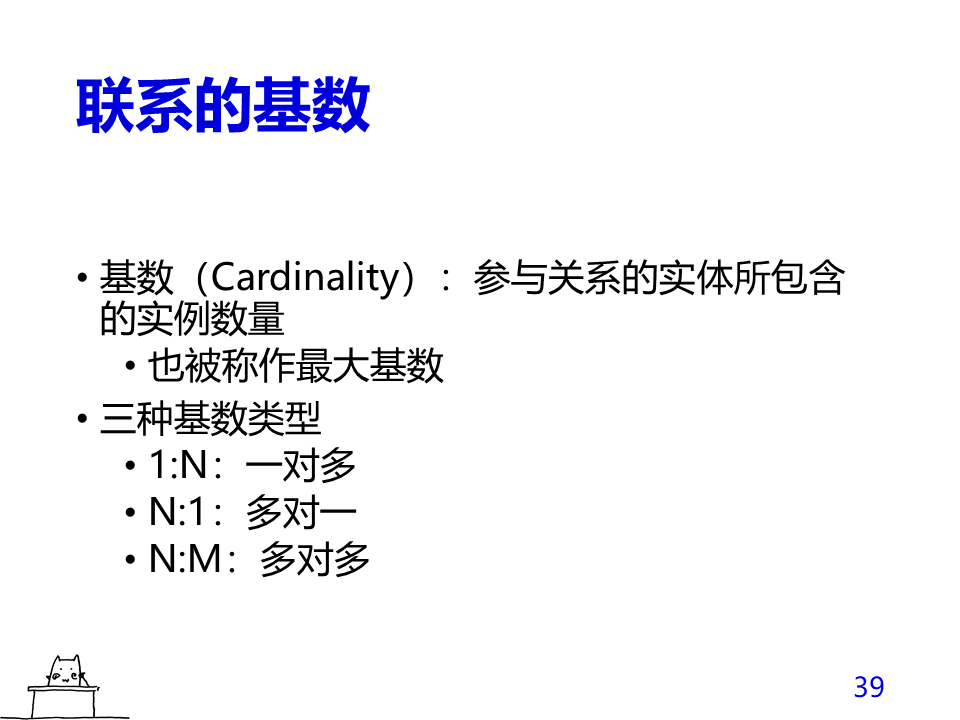 联系的基数
• 基数（Cardinality）：参与关系的实体所包含
的实例数量
• 也被称作最大基数
• 三种基数类型
• 1:N：一对多
• N:1：多对一
• N:M：多对多
39